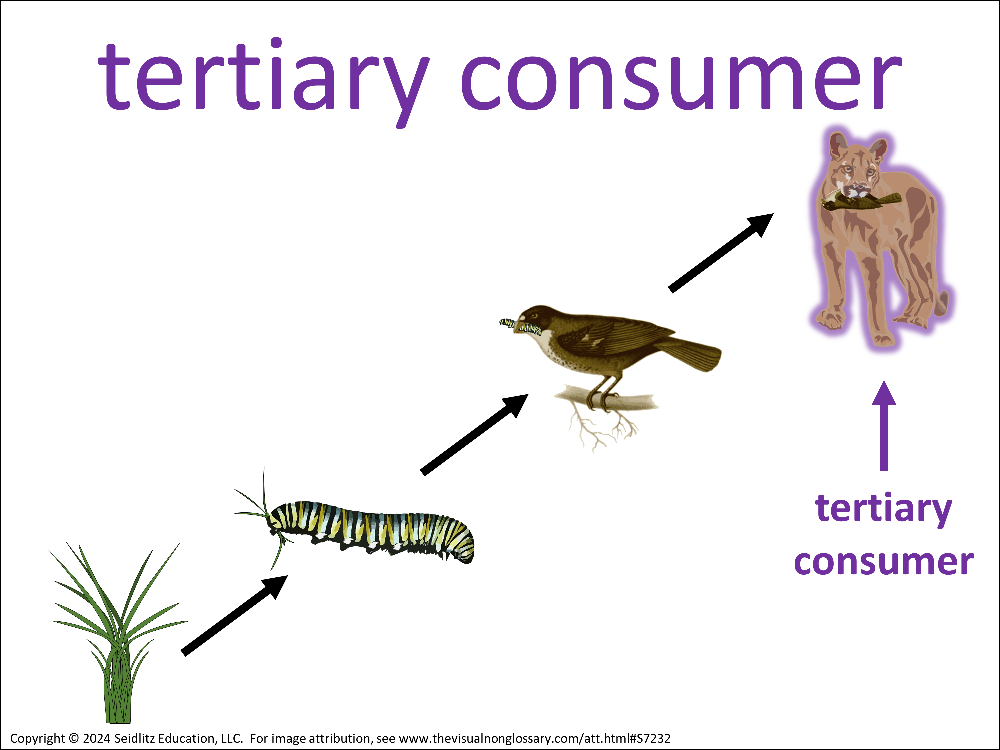 tertiary consumer
tertiary
consumer
Copyright © 2024 Seidlitz Education, LLC.  For image attribution, see www.thevisualnonglossary.com/att.html#S7232